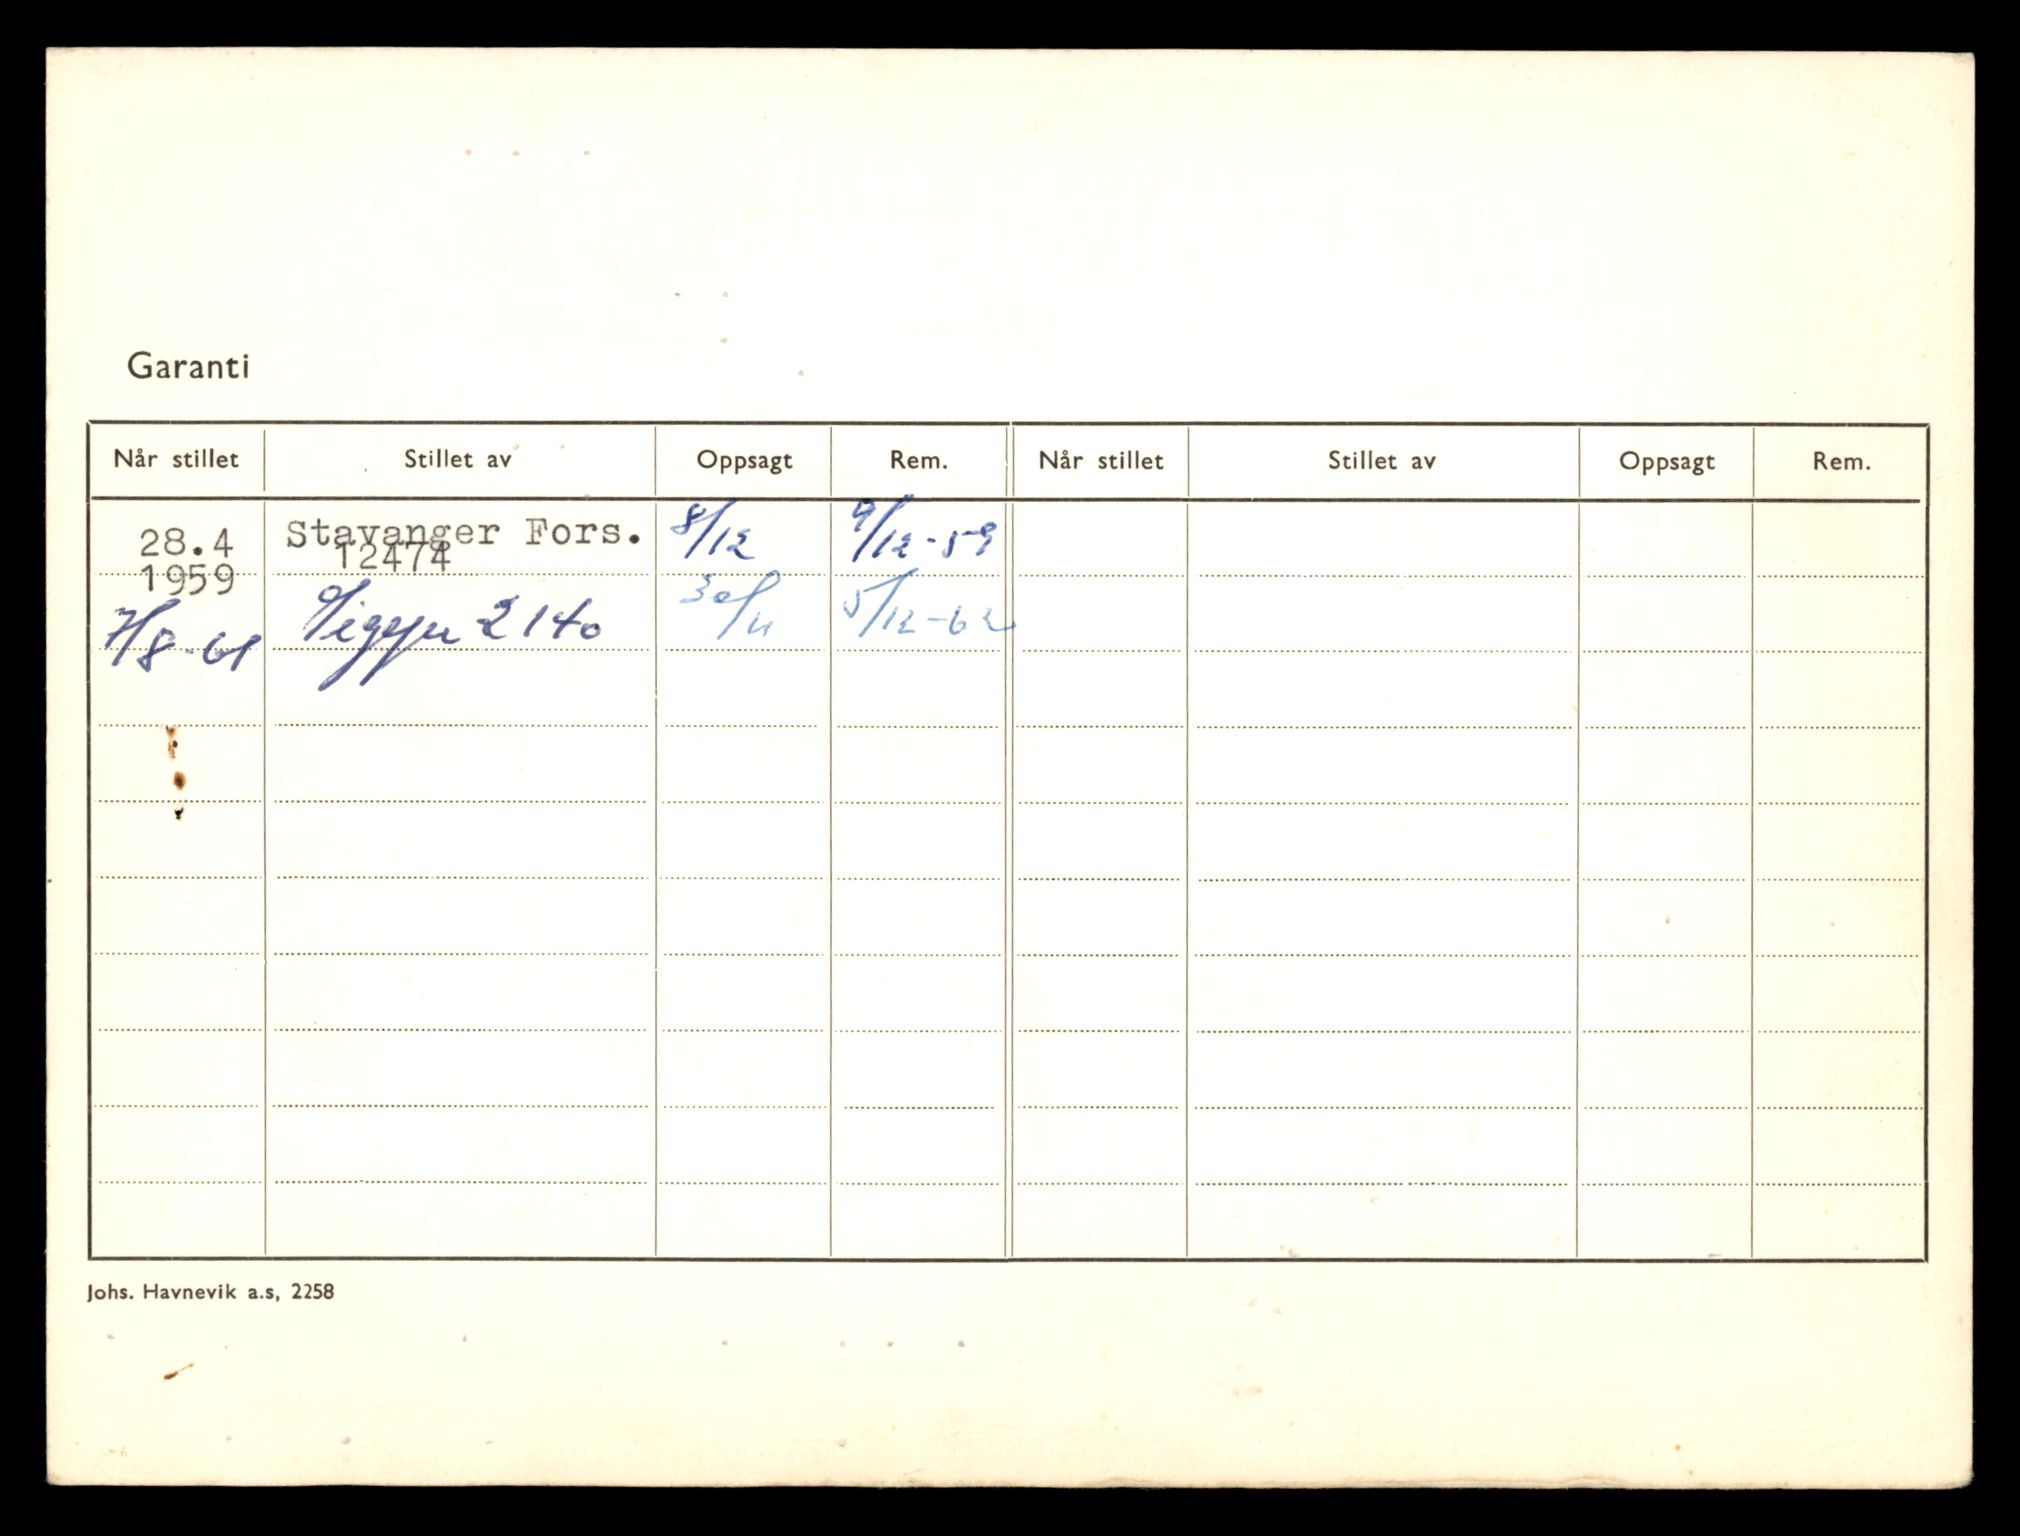 Garanti
Når stillet Stillet av Oppsagt Rem. Når stillet Stillet av Oppsagt Rem.
28.4 Stavanger Fors. 8/12 9/12-59
1959 12474
7/8-61 2140 30/11 5/12-62
Johs. Havnevik a.s, 2258